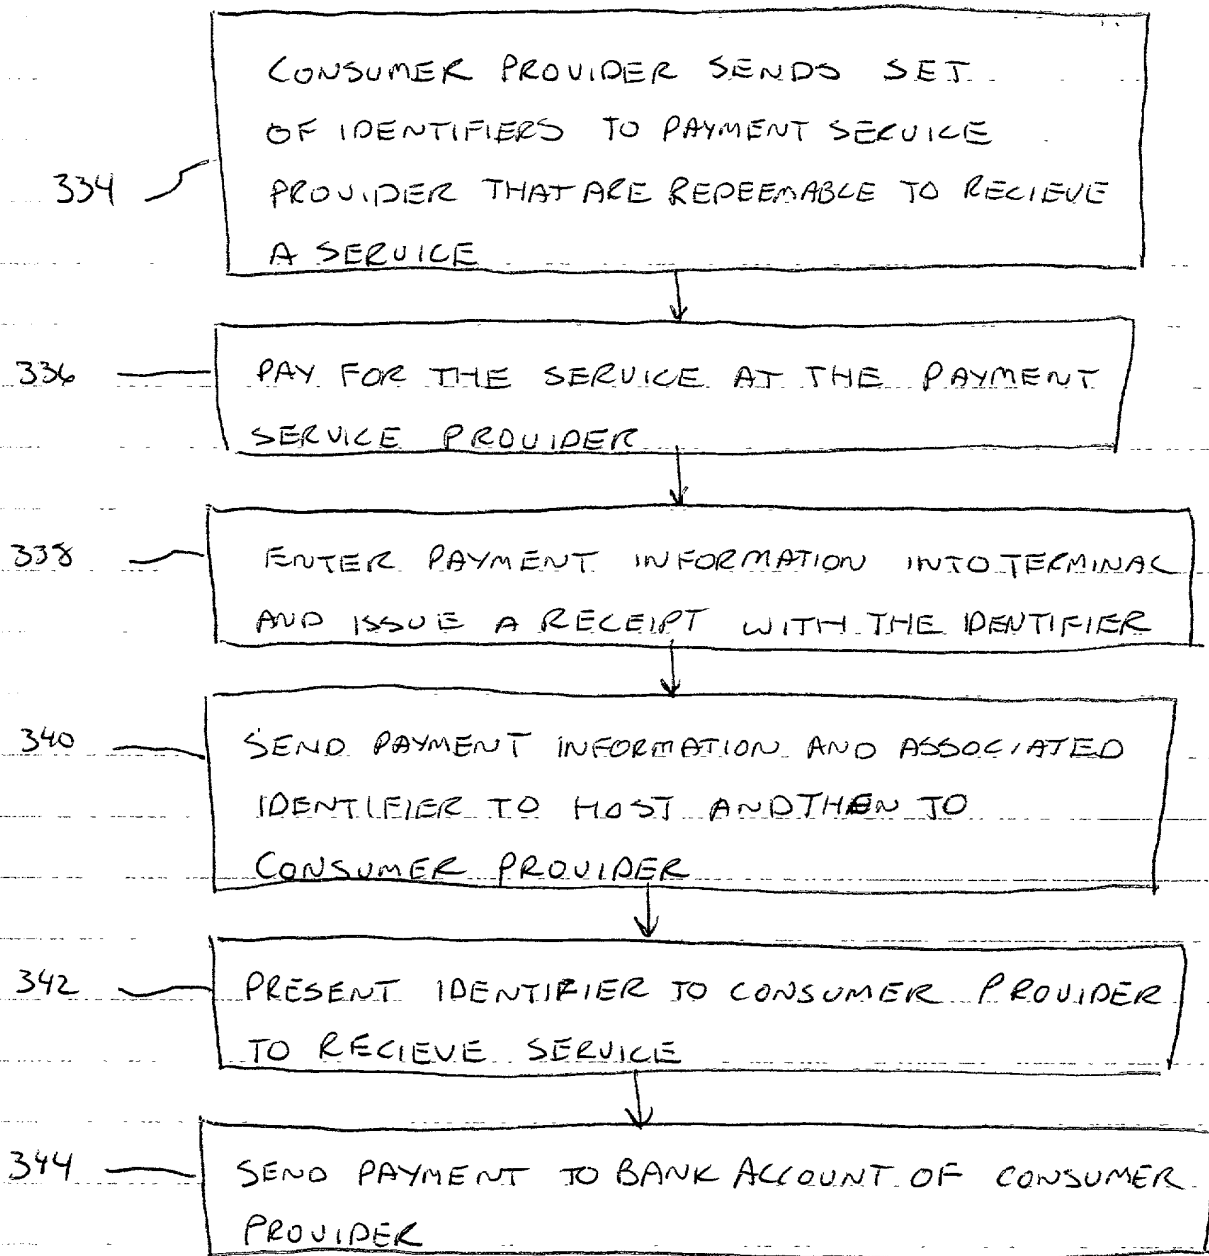 CONSUMER PROVIDER SENDS SET
OF IDENTIFIERS TO PAYMENT SERVICE
334
PROVIDER THAT ARE REDEEMABLE TO RECIEVE
A SERVICE
336
PAY FOR THE SERVICE AT THE PAYMENT
SERVICE PROVIDER
338
ENTER PAYMENT INFORMATION INTO TERMINAL
AND ISSUE A RECEIPT WITH THE IDENTIFIER
340
SEND PAYMENT INFORMATION AND ASSOCIATED
IDENTIFIER TO HOST AND THEN TO
CONSUMER PROVIDER
342
PRESENT IDENTIFIER TO CONSUMER PROVIDER
TO RECIEVE SERVICE
344
SEND PAYMENT TO BANK ACCOUNT OF CONSUMER
PROVIDER